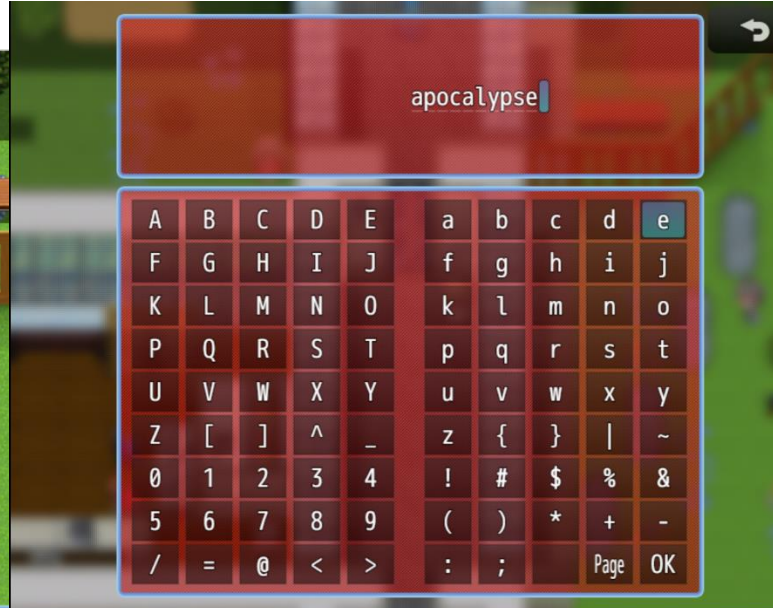 apocalypse
A B C D E a b c d e
F G H I J f g h i j
K L M N O k l m n o
P Q R S T p q r s t
U V W X Y u v w x y
Z [ ] ^ _ z { } | ~
0 1 2 3 4 ! # $ % &
5 6 7 8 9 ( ) * + -
/ = @ < > : ; Page OK